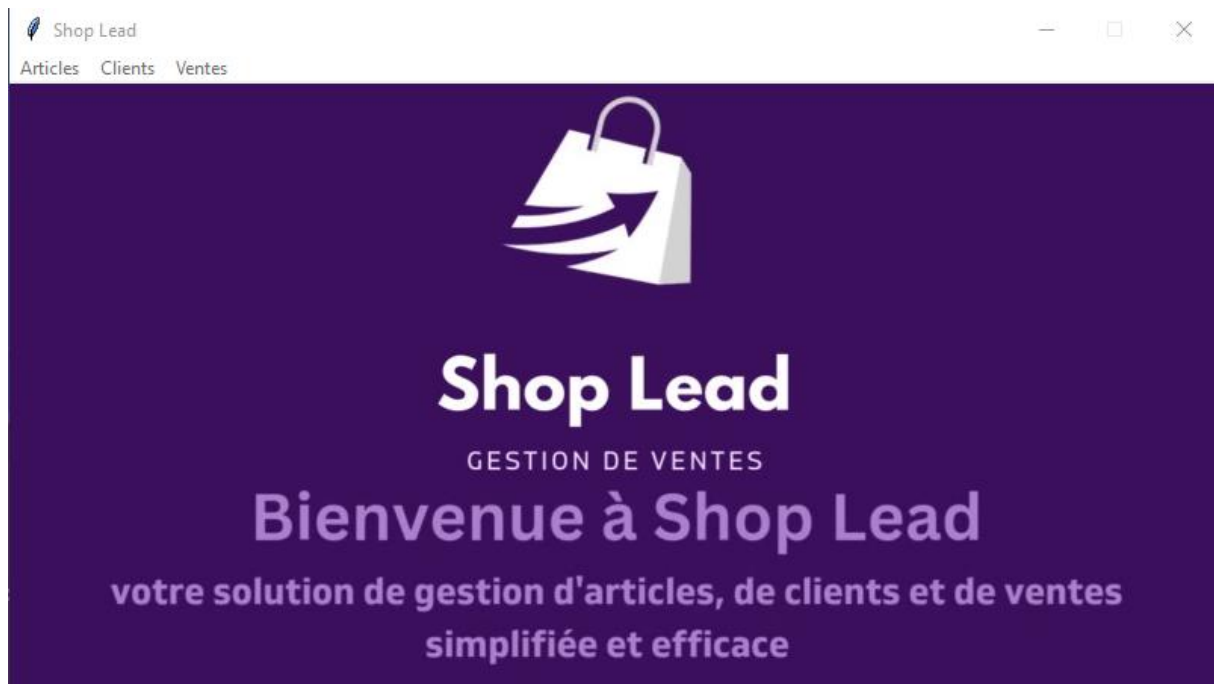 Shop Lead
Articles Clients Ventes
Shop Lead
GESTION DE VENTES
Bienvenue à Shop Lead
votre solution de gestion d'articles, de clients et de ventes
simplifiée et efficace